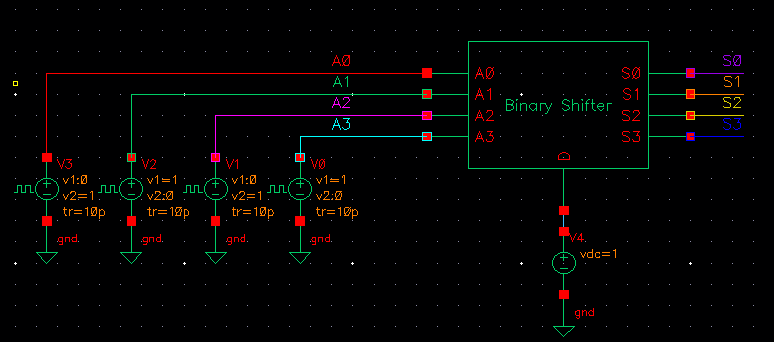 A0
A1
A2
A3
A0
A1
A2
A3
Binary Shifter
S0
S1
S2
S3
S0
S1
S2
S3
V3
v1:0
v2=1
tr=10p
gnd
V2
v1=1
v2:0
tr=10p
gnd
V1
v1:0
v2=1
tr=10p
gnd
V0
v1=1
v2:0
tr=10p
gnd
V4
vdc=1
gnd